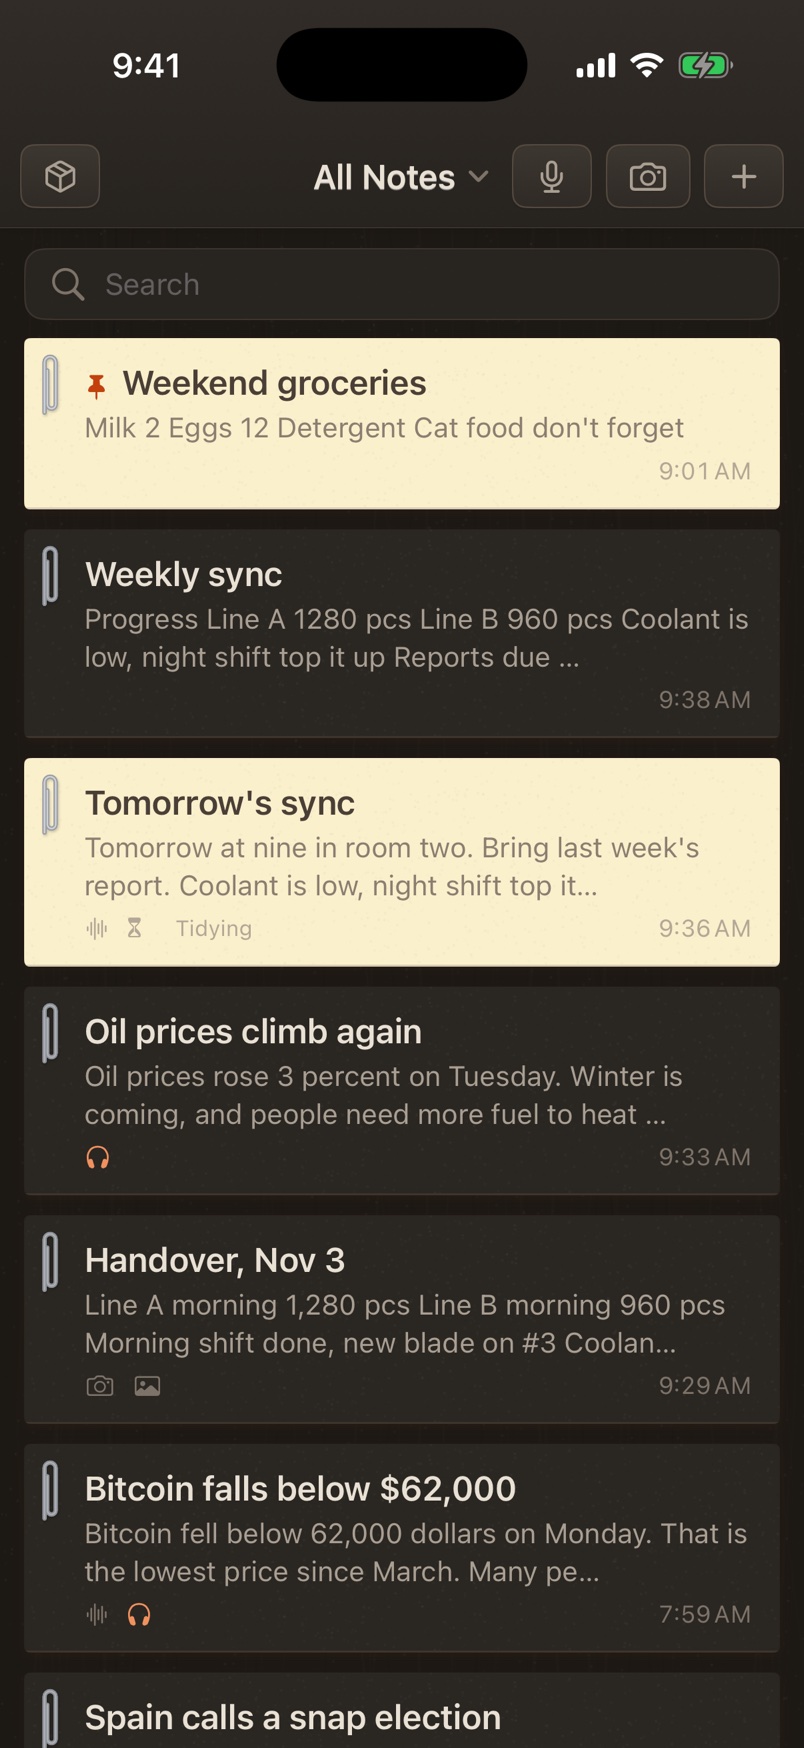 9:41
All Notes
Search
Weekend groceries
Milk 2 Eggs 12 Detergent Cat food don't forget
9:01 AM
Weekly sync
Progress Line A 1280 pcs Line B 960 pcs Coolant is
low, night shift top it up Reports due ...
9:38 AM
Tomorrow's sync
Tomorrow at nine in room two. Bring last week's
report. Coolant is low, night shift top it...
Tidying
9:36 AM
Oil prices climb again
Oil prices rose 3 percent on Tuesday. Winter is
coming, and people need more fuel to heat ...
9:33 AM
Handover, Nov 3
Line A morning 1,280 pcs Line B morning 960 pcs
Morning shift done, new blade on #3 Coolan...
9:29 AM
Bitcoin falls below $62,000
Bitcoin fell below 62,000 dollars on Monday. That is
the lowest price since March. Many pe...
7:59 AM
Spain calls a snap election